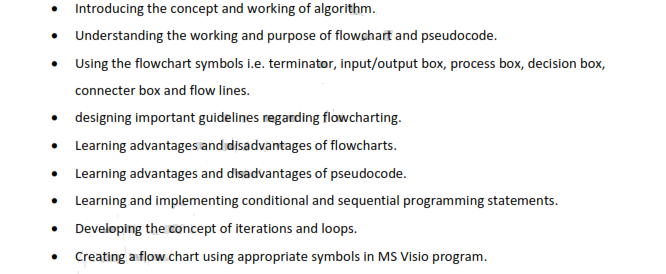 • Introducing the concept and working of algorithm.
• Understanding the working and purpose of flowchart and pseudocode.
• Using the flowchart symbols i.e. terminator, input/output box, process box, decision box,
connecter box and flow lines.
• designing important guidelines regarding flowcharting.
• Learning advantages and disadvantages of flowcharts.
• Learning advantages and disadvantages of pseudocode.
• Learning and implementing conditional and sequential programming statements.
• Developing the concept of iterations and loops.
• Creating a flow chart using appropriate symbols in MS Visio program.